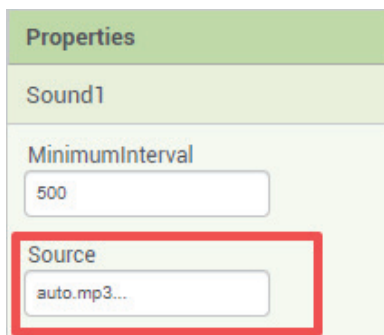 Properties
Sound1
MinimumInterval
500
Source
auto.mp3...